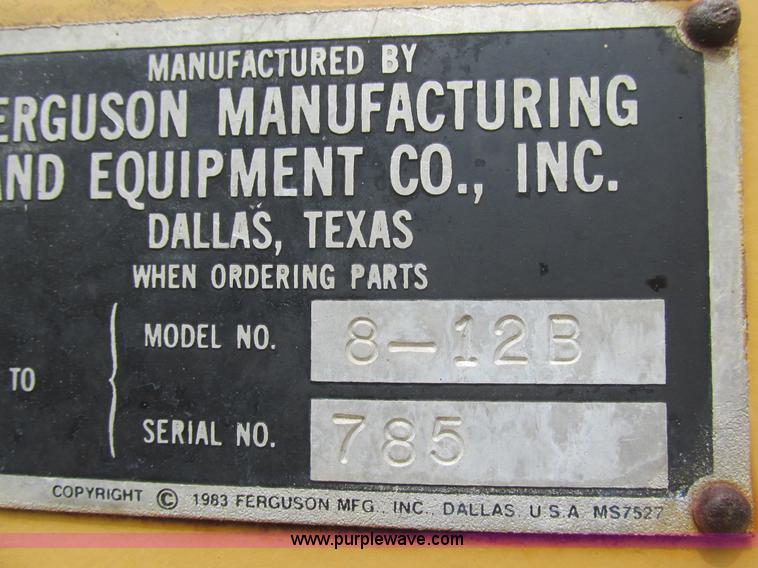 MANUFACTURED BY
ERGUSON MANUFACTURING
ND EQUIPMENT CO., INC.
DALLAS, TEXAS
WHEN ORDERING PARTS
MODEL NO. 8-12B
TO
SERIAL NO. 785
COPYRIGHT © 1983 FERGUSON MFG., INC., DALLAS, U.S.A MS7527
www.purplewave.com